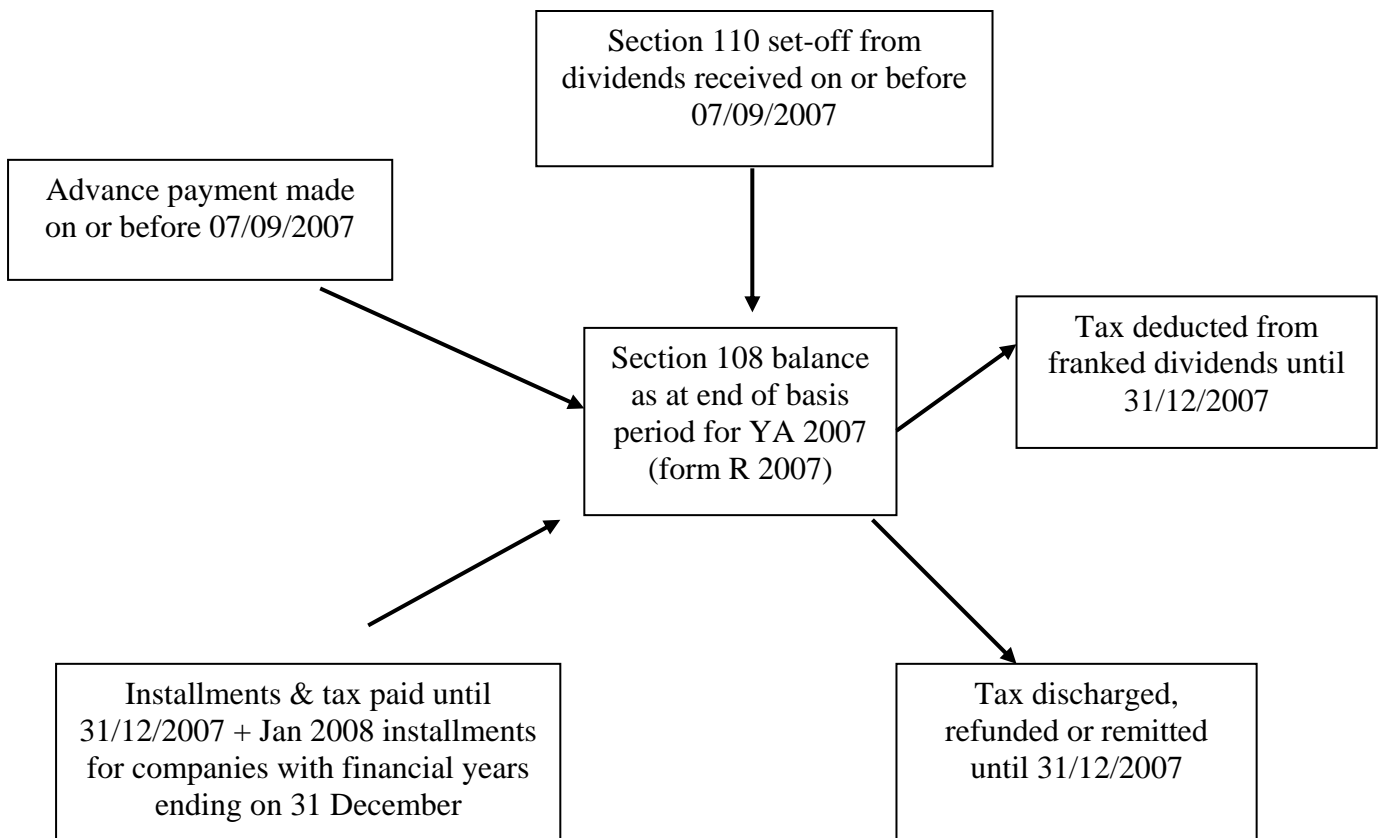 Section 110 set-off from
dividends received on or before
07/09/2007
Advance payment made
on or before 07/09/2007
Section 108 balance
as at end of basis
period for YA 2007
(form R 2007)
Tax deducted from
franked dividends until
31/12/2007
Installments & tax paid until
31/12/2007 + Jan 2008 installments
for companies with financial years
ending on 31 December
Tax discharged,
refunded or remitted
until 31/12/2007